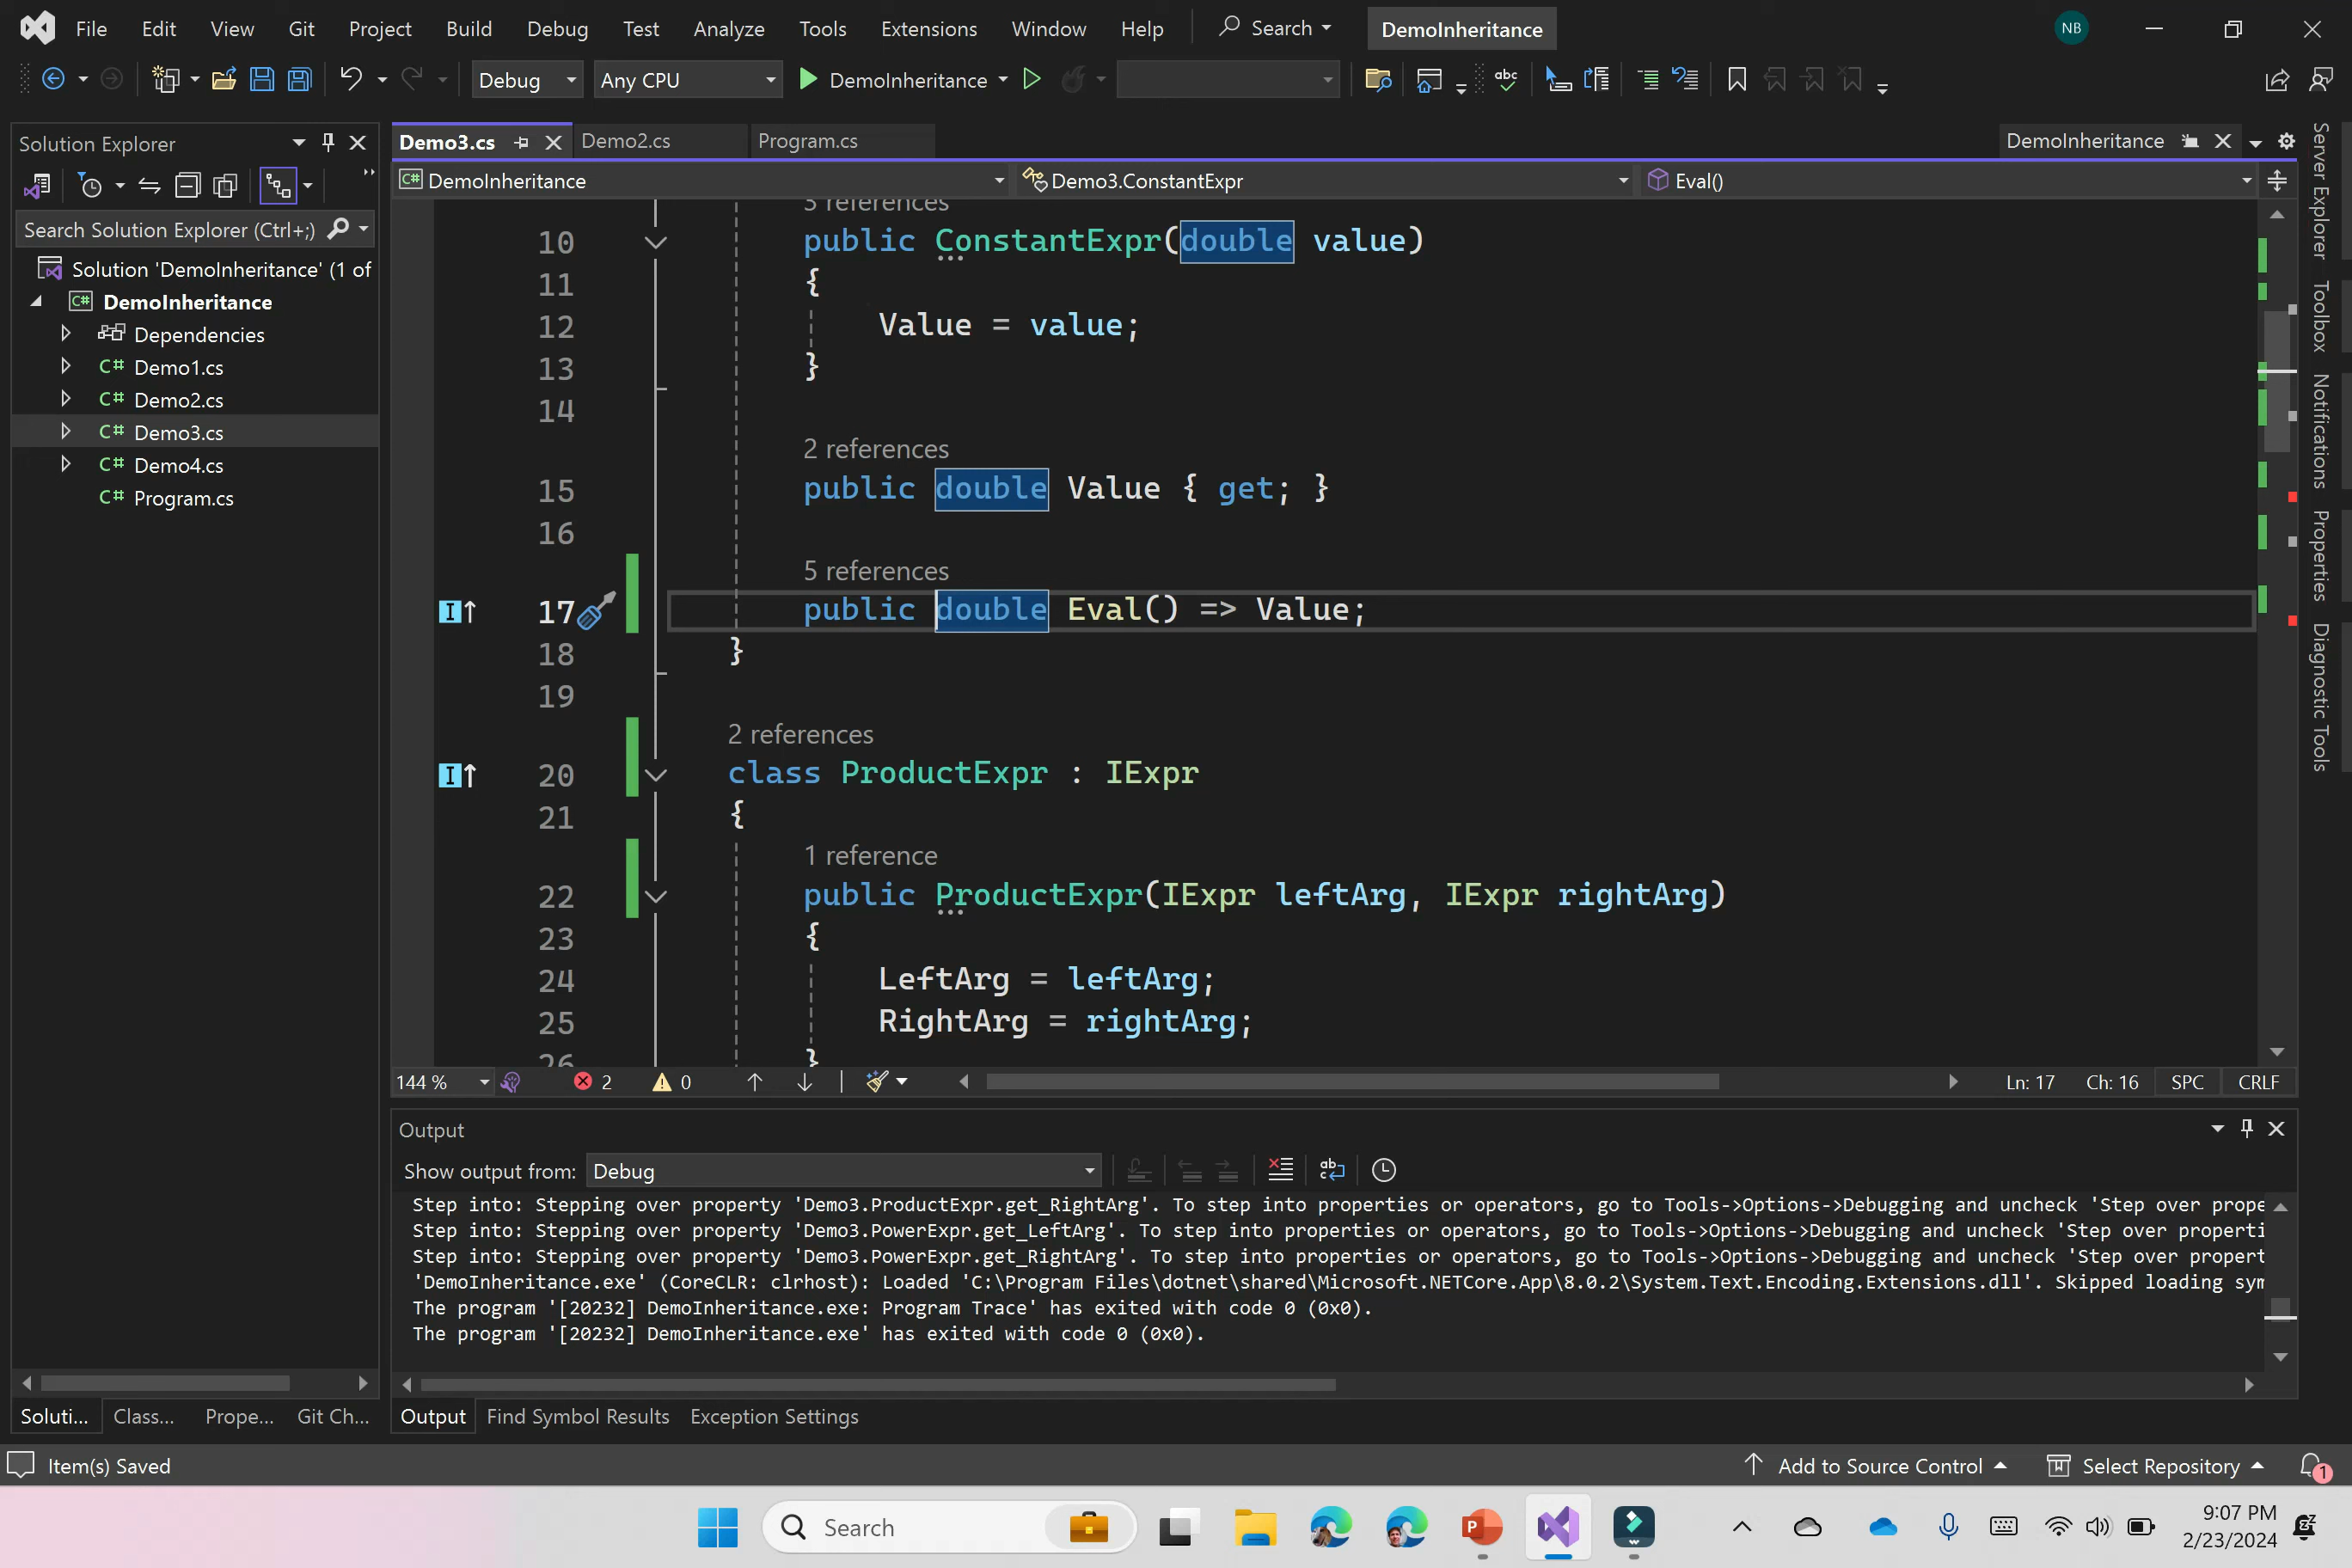 File Edit View Git Project Build Debug Test Tools Analyze Extensions Window Help Search DemoInheritance NB
Debug Any CPU DemoInheritance
Solution Explorer
Search Solution Explorer (Ctrl+;)
Solution 'DemoInheritance' (1 of
C# DemoInheritance
Dependencies
C# Demo1.cs
C# Demo2.cs
C# Demo3.cs
C# Demo4.cs
C# Program.cs
Soluti... Class... Prope... Git Ch...
Demo3.cs Demo2.cs Program.cs DemoInheritance
C# DemoInheritance Demo3.ConstantExpr Eval()
3 references
10 public ConstantExpr(double value)
11 {
12 Value = value;
13 }
14
2 references
15 public double Value { get; }
16
5 references
17 public double Eval() => Value;
18 }
19
2 references
20 class ProductExpr : IExpr
21 {
1 reference
22 public ProductExpr(IExpr leftArg, IExpr rightArg)
23 {
24 LeftArg = leftArg;
25 RightArg = rightArg;
26 }
144 % 2 0 Ln: 17 Ch: 16 SPC CRLF
Output
Show output from: Debug
Step into: Stepping over property 'Demo3.ProductExpr.get_RightArg'. To step into properties or operators, go to Tools->Options->Debugging and uncheck 'Step over prope
Step into: Stepping over property 'Demo3.PowerExpr.get_LeftArg'. To step into properties or operators, go to Tools->Options->Debugging and uncheck 'Step over properti
Step into: Stepping over property 'Demo3.PowerExpr.get_RightArg'. To step into properties or operators, go to Tools->Options->Debugging and uncheck 'Step over propert
'DemoInheritance.exe' (CoreCLR: clrhost): Loaded 'C:\Program Files\dotnet\shared\Microsoft.NETCore.App\8.0.2\System.Text.Encoding.Extensions.dll'. Skipped loading sym
The program '[20232] DemoInheritance.exe: Program Trace' has exited with code 0 (0x0).
The program '[20232] DemoInheritance.exe' has exited with code 0 (0x0).
Output Find Symbol Results Exception Settings
Server Explorer
Toolbox
Notifications
Properties
Diagnostic Tools
Item(s) Saved Add to Source Control Select Repository 1
Search
9:07 PM
2/23/2024